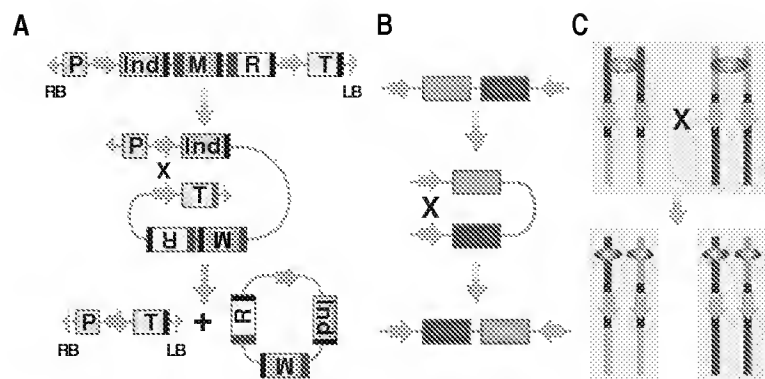 A B C
P Ind M R T
RB LB
P Ind
X
T
R M
X
X
P T + R Ind
RB LB
M